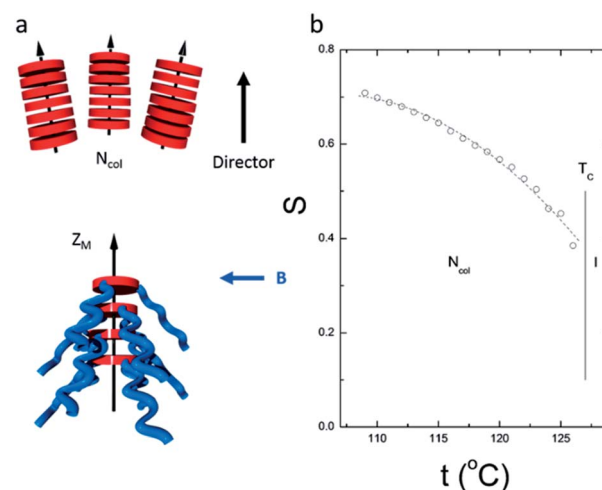 a
N_col
Director
Z_M
B
b
0.8
0.6
0.4
0.2
0.0
S
T_C
N_col
I
110
115
120
125
t (°C)